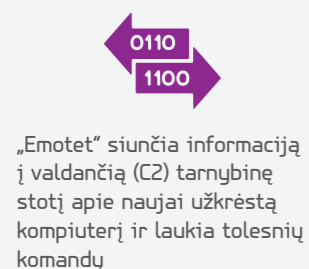 0110
1100
„Emotet“ siunčia informaciją
į valdančią (C2) tarnybinę
stotį apie naujai užkrėstą
kompiuterį ir laukia tolesnių
komandų